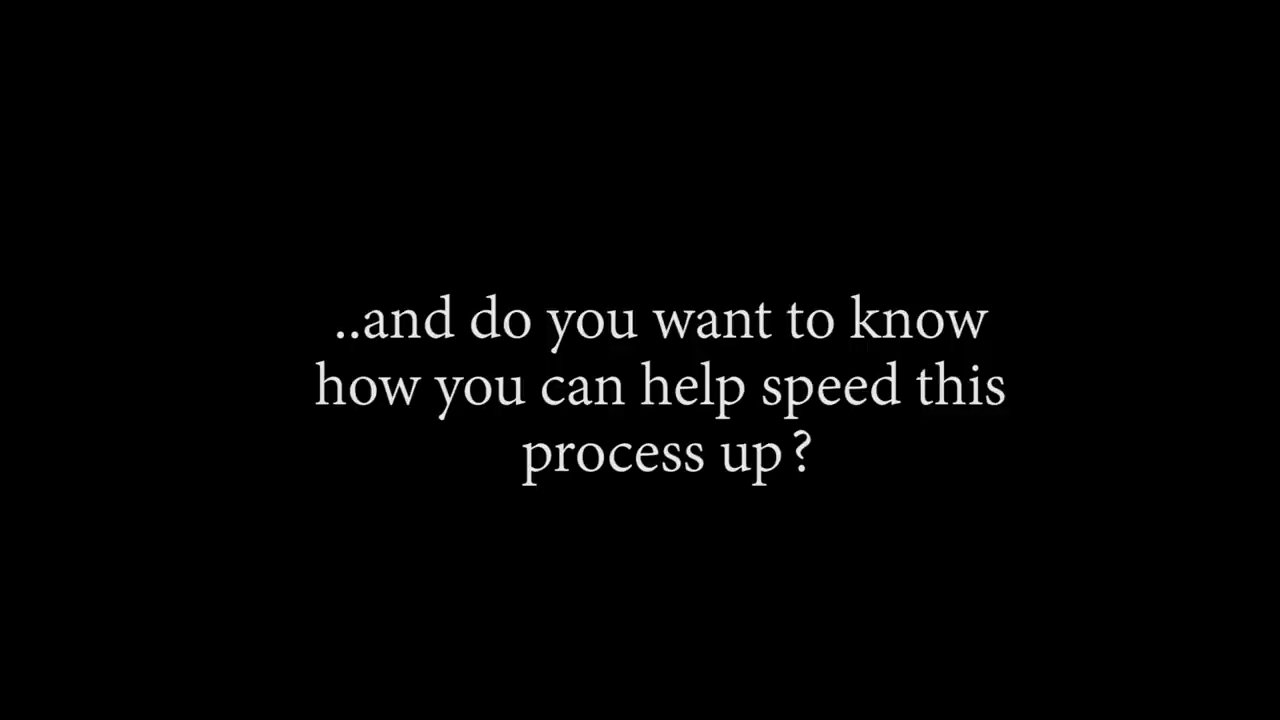 ..and do you want to know
how you can help speed this
process up?